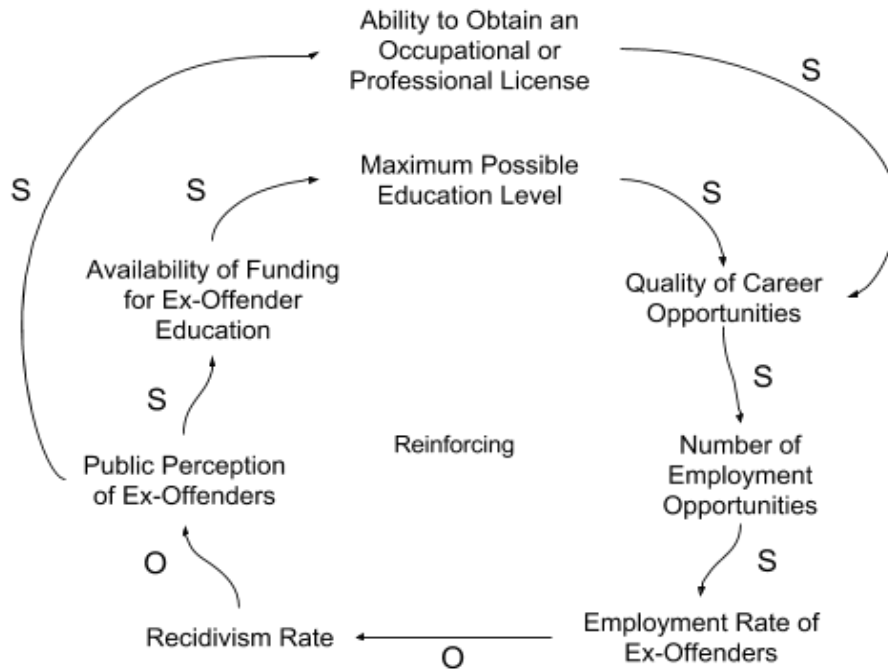 Ability to Obtain an
Occupational or
Professional License
S
S
Maximum Possible
Education Level
S
S
S
Availability of Funding
for Ex-Offender
Education
Quality of Career
Opportunities
S
S
Reinforcing
Public Perception
of Ex-Offenders
Number of
Employment
Opportunities
O
S
Recidivism Rate
O
Employment Rate of
Ex-Offenders